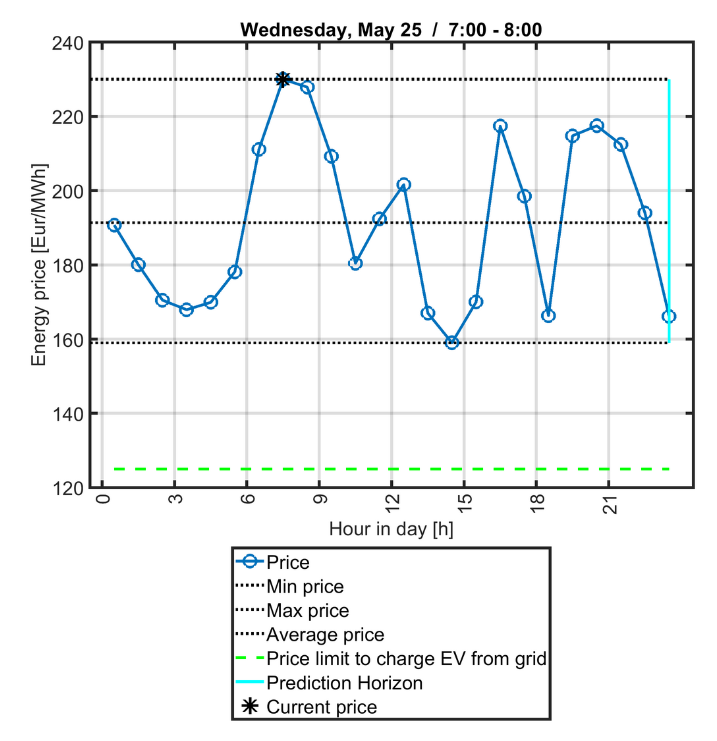 Wednesday, May 25 / 7:00 - 8:00
240
220
200
180
160
140
120
Energy price [Eur/MWh]
0 3 6 9 12 15 18 21
Hour in day [h]
Price
Min price
Max price
Average price
Price limit to charge EV from grid
Prediction Horizon
Current price